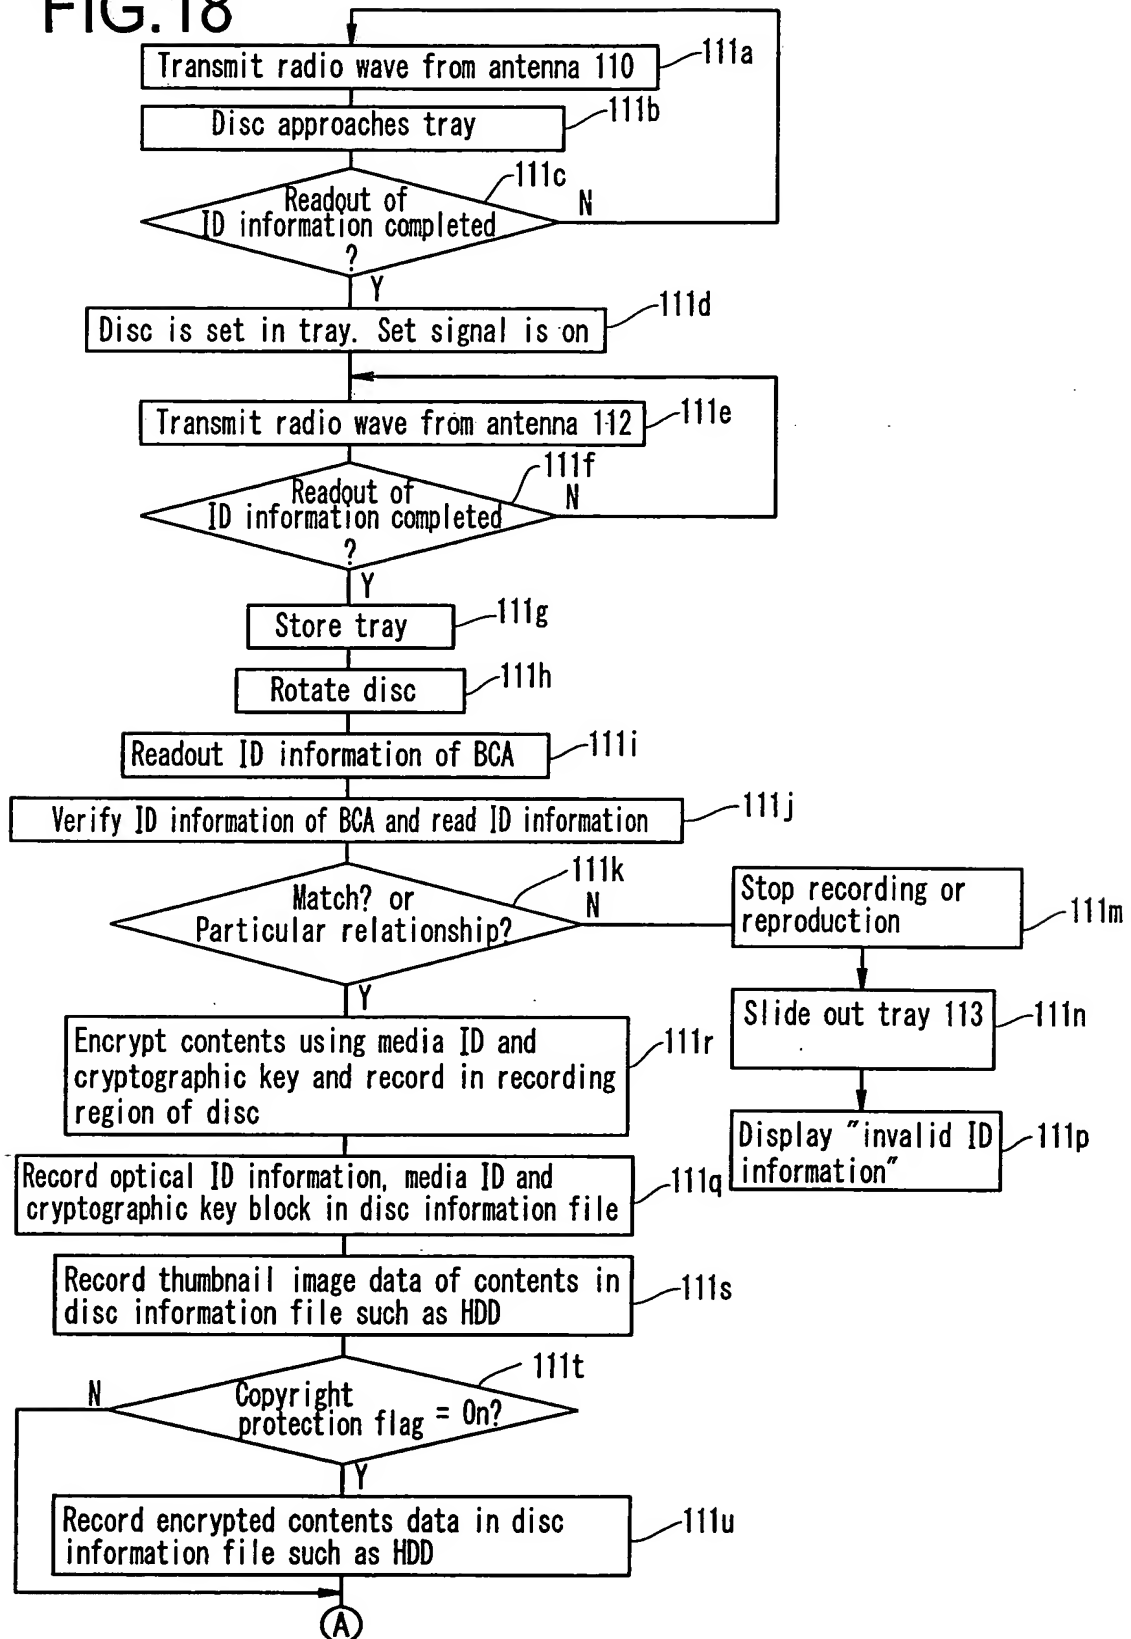 FIG.18
Transmit radio wave from antenna 110
111a
Disc approaches tray
111b
Readout of
ID information completed
?
111c
N
Y
Disc is set in tray. Set signal is on
111d
Transmit radio wave from antenna 112
111e
Readout of
ID information completed
?
111f
N
Y
Store tray
111g
Rotate disc
111h
Readout ID information of BCA
111i
Verify ID information of BCA and read ID information
111j
Match? or
Particular relationship?
111k
N
Y
Stop recording or
reproduction
111m
Slide out tray 113
111n
Display "invalid ID
information"
111p
Encrypt contents using media ID and
cryptographic key and record in recording
region of disc
111r
Record optical ID information, media ID and
cryptographic key block in disc information file
111q
Record thumbnail image data of contents in
disc information file such as HDD
111s
Copyright
protection flag = On?
111t
N
Y
Record encrypted contents data in disc
information file such as HDD
111u
A